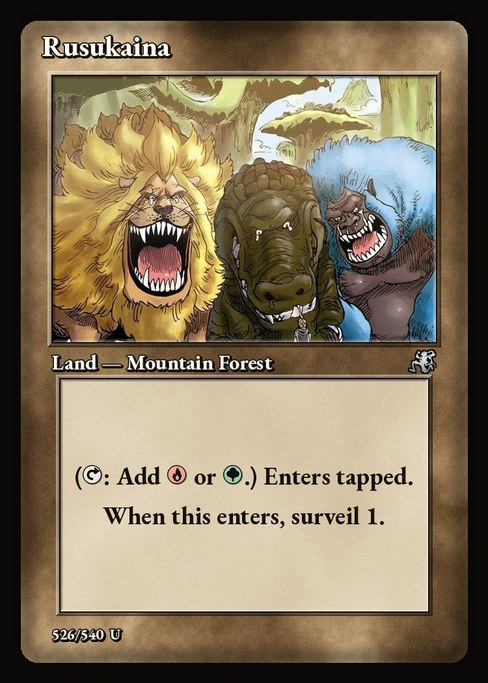 Rusukaina
Land — Mountain Forest
(: Add or .) Enters tapped.
When this enters, surveil 1.
526/540 U